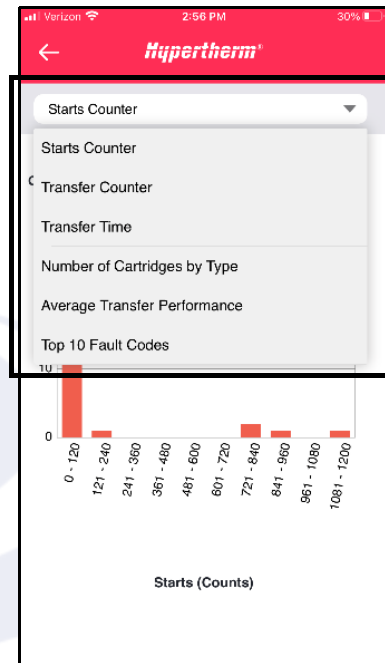 Verizon 2:56 PM 30%
Hypertherm®
Starts Counter
Starts Counter
Transfer Counter
Transfer Time
Number of Cartridges by Type
Average Transfer Performance
Top 10 Fault Codes
10
0
0 - 120
121 - 240
241 - 360
361 - 480
481 - 600
601 - 720
721 - 840
841 - 960
961 - 1080
1081 - 1200
Starts (Counts)